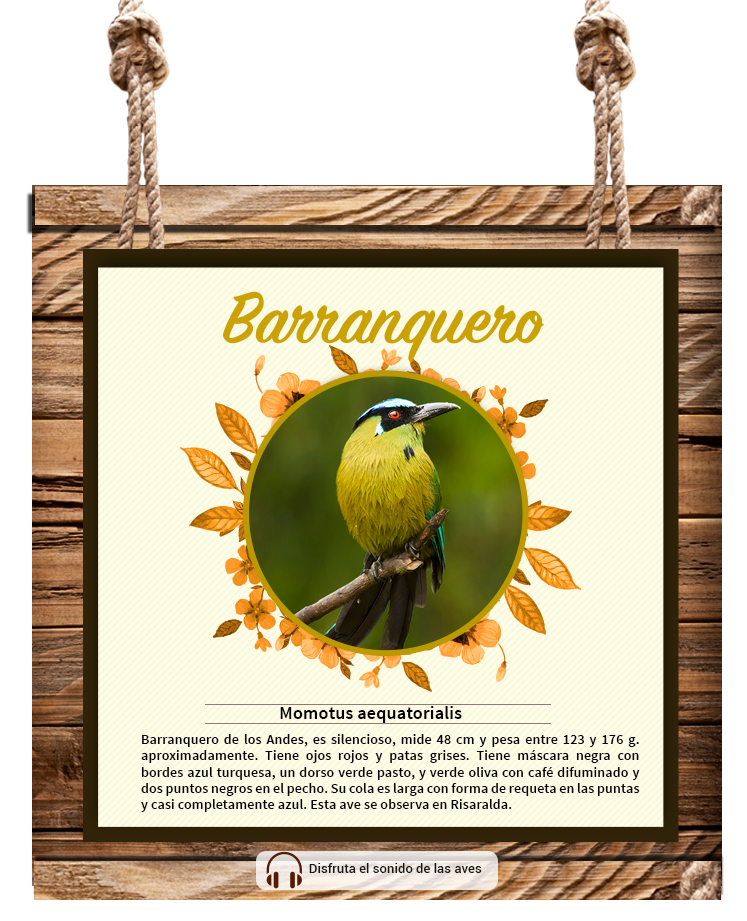 Barranquero
Momotus aequatorialis
Barranquero de los Andes, es silencioso, mide 48 cm y pesa entre 123 y 176 g.
aproximadamente. Tiene ojos rojos y patas grises. Tiene máscara negra con
bordes azul turquesa, un dorso verde pasto, y verde oliva con café difuminado y
dos puntos negros en el pecho. Su cola es larga con forma de requeta en las puntas
y casi completamente azul. Esta ave se observa en Risaralda.
Disfruta el sonido de las aves